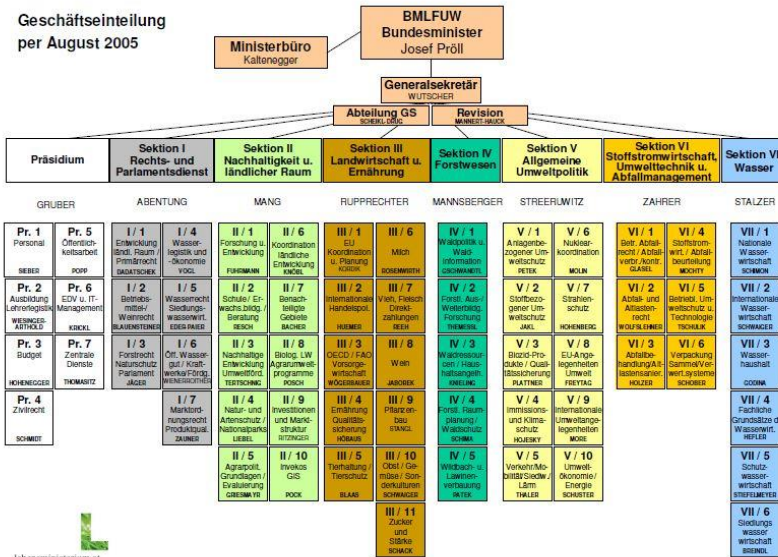 Geschäftseinteilung
per August 2005
BMLFUW
Bundesminister
Josef Pröll
Ministerbüro
Kaltenegger
Generalsekretär
WUTSCHER
Abteilung GS
SCHEIKL-DRUG
Revision
MANNERT-HAUCK
Präsidium
Sektion I
Rechts- und
Parlamentsdienst
Sektion II
Nachhaltigkeit u.
ländlicher Raum
Sektion III
Landwirtschaft u.
Ernährung
Sektion IV
Forstwesen
Sektion V
Allgemeine
Umweltpolitik
Sektion VI
Stoffstromwirtschaft,
Umwelttechnik u.
Abfallmanagement
Sektion VI
Wasser
GRUBER
ABENTUNG
MANG
RUPPRECHTER
MANNSBERGER
STREERUWITZ
ZAHRER
STALZER
Pr. 1
Personal
SIEBER
Pr. 2
Ausbildung
Lehrerlogistik
WIESINGER-
ARTHOLD
Pr. 3
Budget
HOHENEGGER
Pr. 4
Zivilrecht
SCHMIDT
Pr. 5
Öffentlich-
keitsarbeit
POPP
Pr. 6
EDV u. IT-
Management
KRICKL
Pr. 7
Zentrale
Dienste
THOMASITZ
I / 1
Entwicklung
ländl. Raum /
Primärrecht
DADATSCHEK
I / 2
Betriebs-
mittel-/
Weinrecht
BLAUENSTEINER
I / 3
Forstrecht
Naturschutz
Parlament
JÄGER
I / 4
Wasser-
legistik und
-ökonomie
VOGL
I / 5
Wasserrecht
Siedlungs-
wasserwirt.
EDER-PAIER
I / 6
Öff. Wasser-
gut / Kraft-
werke/Förd.
WIENERROITHER
I / 7
Marktord-
nungsrecht
Produktqual.
ZAUNER
II / 1
Forschung u.
Entwicklung
FUHRMANN
II / 2
Schule / Er-
wachs.bildg. /
Beratung
RESCH
II / 3
Nachhaltige
Entwicklung
TERTSCHNIG
II / 4
Natur- und
Artenschutz /
Nationalparks
LIEBEL
II / 5
Agrarpolit.
Grundlagen /
Evaluierung
GRIESMAYR
II / 6
Koordination
ländliche
Entwicklung
KNÖBL
II / 7
Benach-
teiligte
Gebiete
BACHER
II / 8
Biolog. LW
Agrarumwelt-
programme
POSCH
II / 9
Investitionen
und Markt-
struktur
RITZINGER
II / 10
Invekos
GIS
POCK
III / 1
EU
Koordination
u. Planung
III / 2
Internationale
Handelspol.
HUEMER
III / 3
OECD / FAO
Vorsorge-
wirtschaft
WÖGERBAUER
III / 4
Ernährung
Qualitäts-
sicherung
HÖBAUS
III / 5
Tierhaltung /
Tierschutz
BLAAS
III / 6
Milch
ROSENWIRTH
III / 7
Vieh, Fleisch
Direkt-
zahlungen
REEH
III / 8
Wein
JABOREK
III / 9
Pflanzen-
bau
STANGL
III / 10
Obst / Ge-
müse / Son-
derkulturen
SCHWAIGER
III / 11
Zucker
und
Stärke
SCHACK
IV / 1
Waldpolitik u.
Wald-
information
GSCHWANDTL
IV / 2
Forstl. Aus-/
Weiterbildg.
Forschung
THEMESSL
IV / 3
Waldressour-
cen / Haus-
haltsangelh.
KNIELING
IV / 4
Forstl. Raum-
planung /
Waldschutz
SCHIMA
IV / 5
Wildbach- u.
Lawinen-
verbauung
PATEK
V / 1
Anlagenbe-
zogener Um-
weltschutz
PETEK
V / 2
Stoffbezo-
gener Um-
weltschutz
JAKL
V / 3
Biozid-Pro-
dukte / Quali-
tätssicherung
PLATTNER
V / 4
Immissions-
und Klima-
schutz
HOJESKY
V / 5
Verkehr/Mo-
bilität/Siedw./
Lärm
THALER
V / 6
Nuklear-
koordination
MOLIN
V / 7
Strahlen-
schutz
HOHENBERG
V / 8
EU-Ange-
legenheiten
Umwelt
FREYTAG
V / 9
Internationale
Umweltange-
legenheiten
MORE
V / 10
Umwelt-
ökonomie /
Energie
SCHUSTER
VI / 1
Betr. Abfall-
recht / Abfall-
verbr./kontr.
GLASEL
VI / 2
Abfall- und
Altlasten-
recht
WOLFSLEHNER
VI / 3
Abfallbe-
handlung/Alt-
lastensanier.
HOLZER
VI / 4
Stoffstrom-
wirt. / Abfall-
beurteilung
MOCHTY
VI / 5
Betriebl. Um-
weltschutz u.
Technologie
TSCHULIK
VI / 6
Verpackung
Sammel/Ver-
wert.systeme
SCHOBER
VII / 1
Nationale
Wasser-
wirtschaft
SCHIMON
VII / 2
Internationale
Wasser-
wirtschaft
SCHWAIGER
VII / 3
Wasser-
haushalt
GODINA
VII / 4
Fachliche
Grundsätze d.
Wasserwirt.
HEFLER
VII / 5
Schutz-
wasser-
wirtschaft
STIEFELMEYER
VII / 6
Siedlungs
wasser
wirtschaft
BREINDL